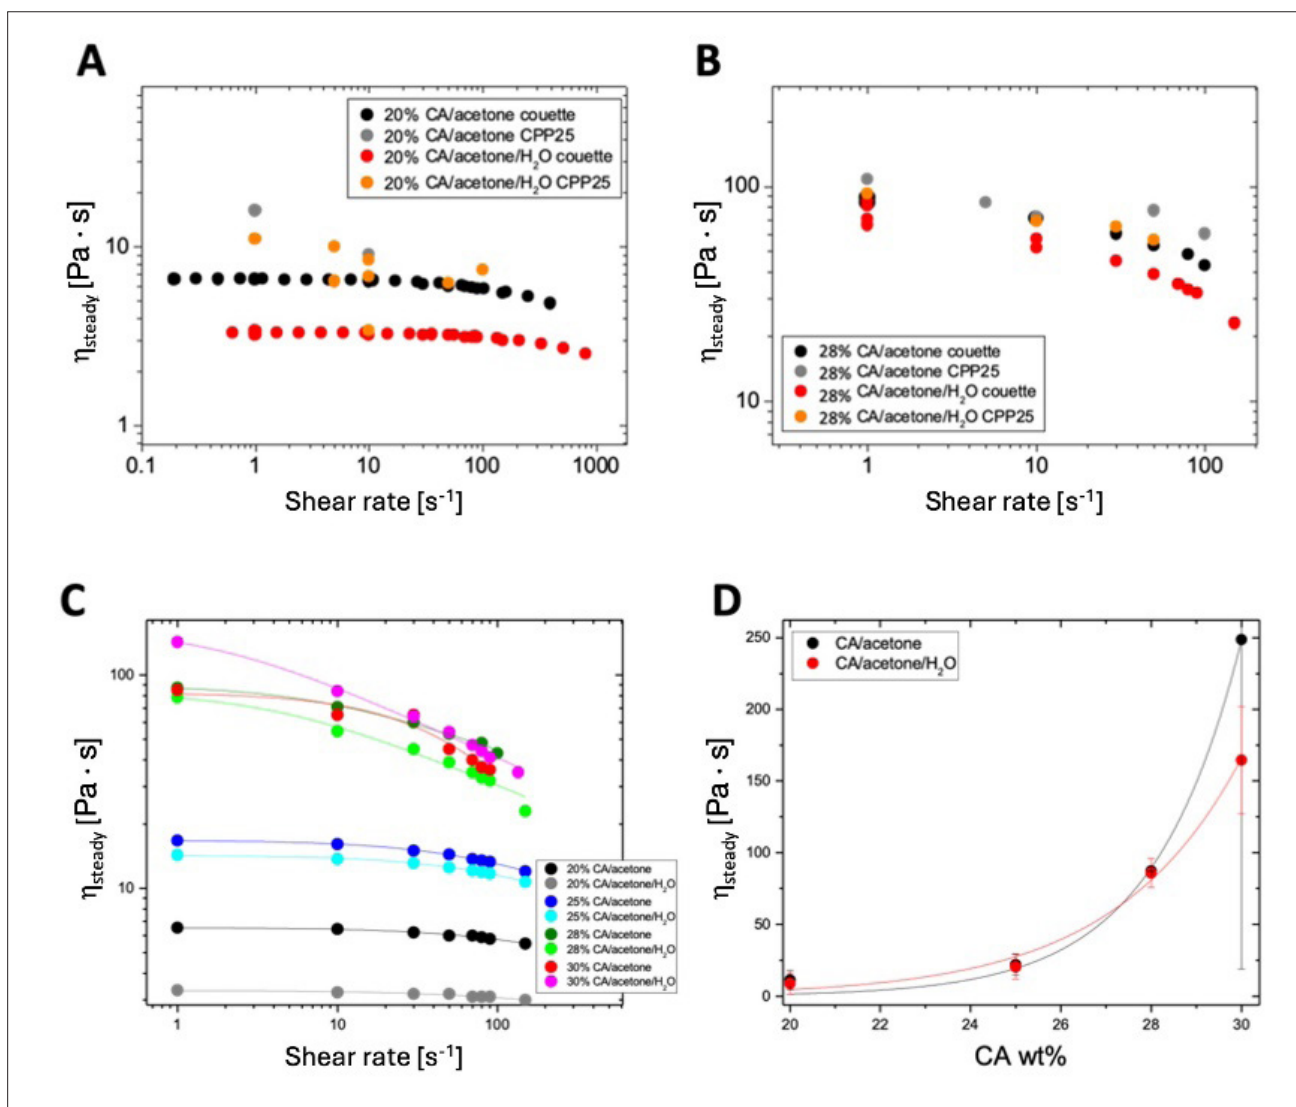 A
η_steady [Pa · s]
10
1
20% CA/acetone couette
20% CA/acetone CPP25
20% CA/acetone/H₂O couette
20% CA/acetone/H₂O CPP25
0.1 1 10 100 1000
Shear rate [s⁻¹]
B
η_steady [Pa · s]
100
10
28% CA/acetone couette
28% CA/acetone CPP25
28% CA/acetone/H₂O couette
28% CA/acetone/H₂O CPP25
1 10 100
Shear rate [s⁻¹]
C
η_steady [Pa · s]
100
10
20% CA/acetone
20% CA/acetone/H₂O
25% CA/acetone
25% CA/acetone/H₂O
28% CA/acetone
28% CA/acetone/H₂O
30% CA/acetone
30% CA/acetone/H₂O
1 10 100
Shear rate [s⁻¹]
D
η_steady [Pa · s]
250
200
150
100
50
0
CA/acetone
CA/acetone/H₂O
20 22 24 26 28 30
CA wt%